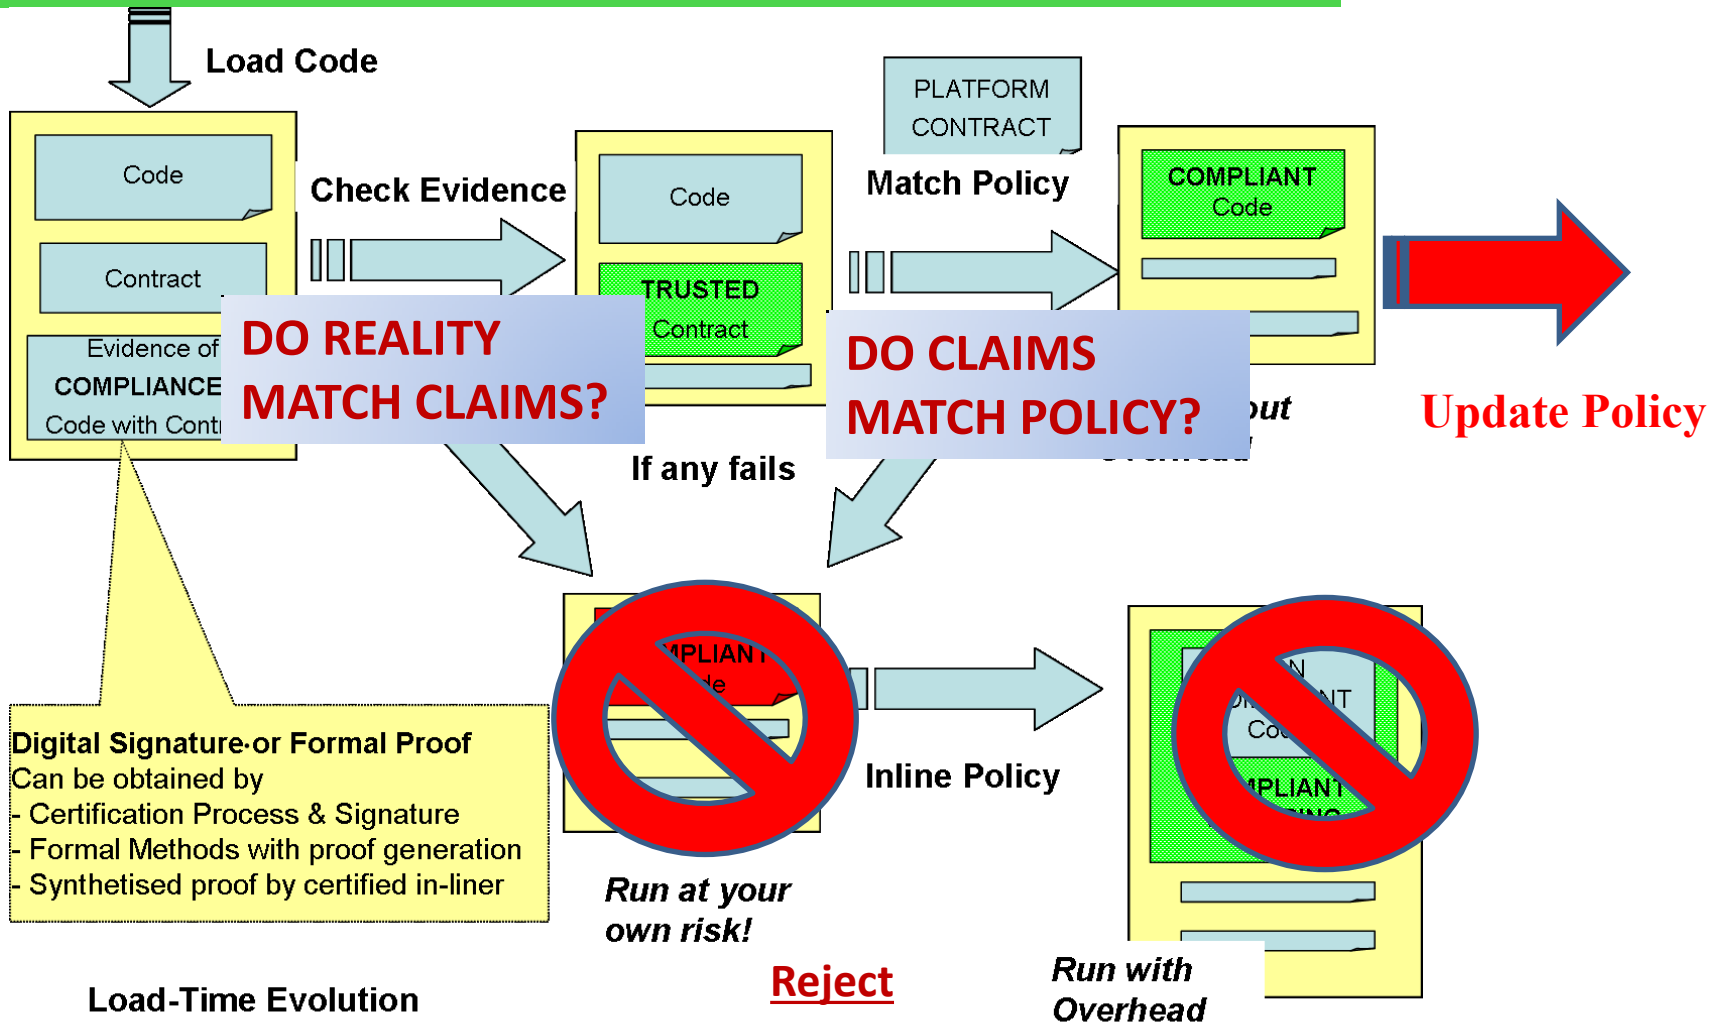 Load Code
PLATFORM
CONTRACT
Code
Check Evidence
Code
Match Policy
COMPLIANT
Code
Contract
TRUSTED
Contract
Evidence of
COMPLIANCE
Code with
DO REALITY
MATCH CLAIMS?
DO CLAIMS
MATCH POLICY?
Update Policy
If any fails
Code
Digital Signature·or Formal Proof
Can be obtained by
- Certification Process & Signature
- Formal Methods with proof generation
- Synthetised proof by certified in-liner
Inline Policy
Run at your
own risk!
Reject
Run with
Overhead
Load-Time Evolution